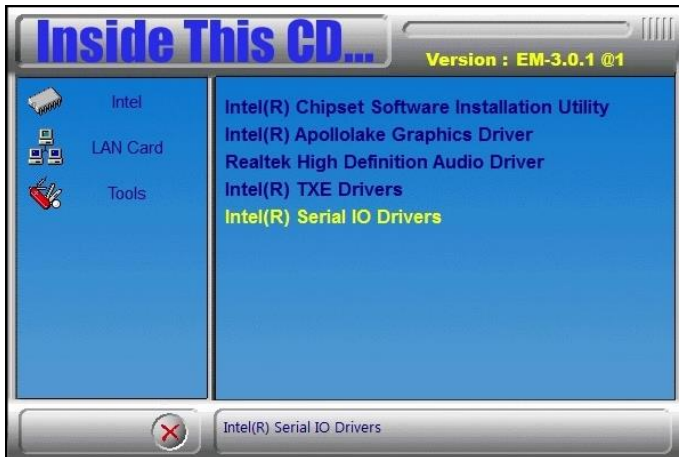 Inside This CD...
Version : EM-3.0.1 @1
Intel
LAN Card
Tools
Intel(R) Chipset Software Installation Utility
Intel(R) Apollolake Graphics Driver
Realtek High Definition Audio Driver
Intel(R) TXE Drivers
Intel(R) Serial IO Drivers
Intel(R) Serial IO Drivers